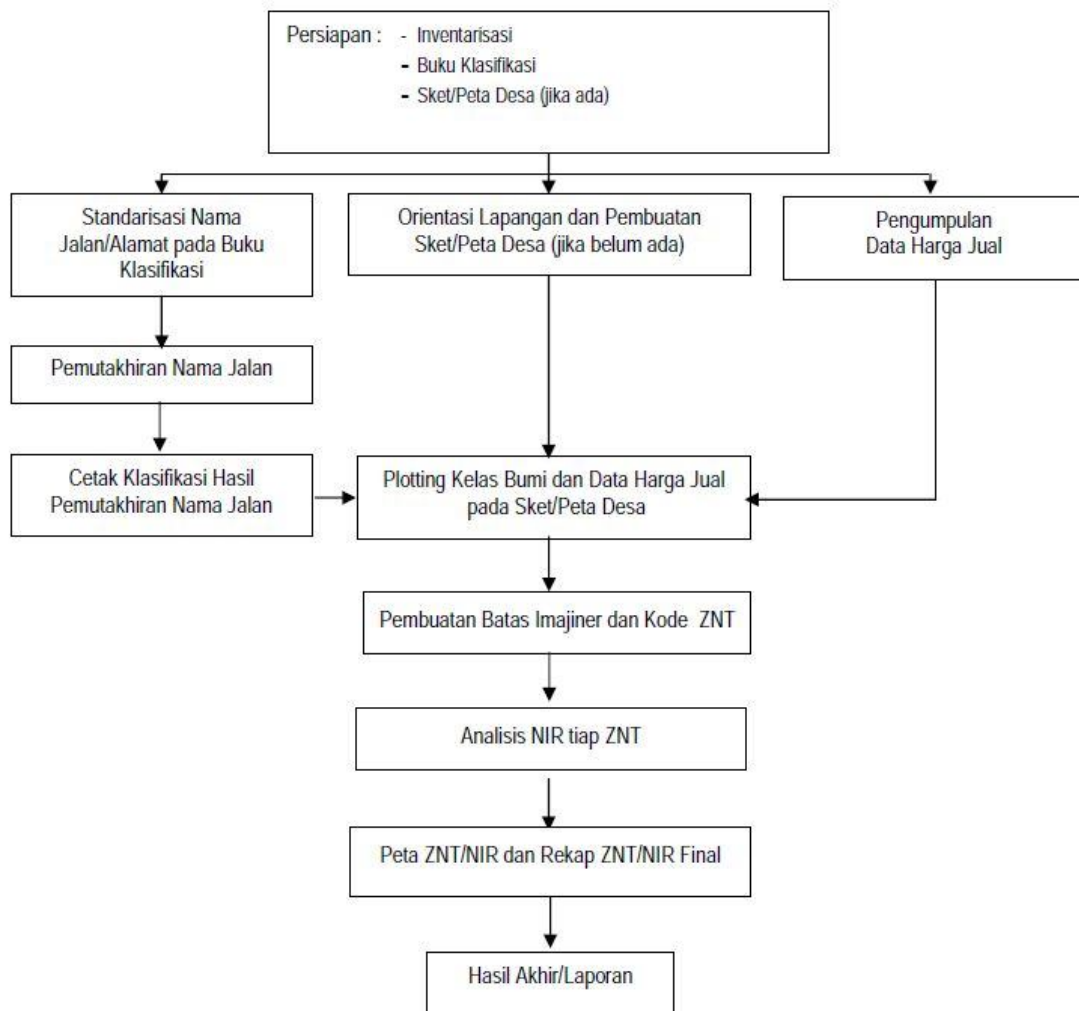 Persiapan : - Inventarisasi
- Buku Klasifikasi
- Sket/Peta Desa (jika ada)
Standarisasi Nama
Jalan/Alamat pada Buku
Klasifikasi
Orientasi Lapangan dan Pembuatan
Sket/Peta Desa (jika belum ada)
Pengumpulan
Data Harga Jual
Pemutakhiran Nama Jalan
Cetak Klasifikasi Hasil
Pemutakhiran Nama Jalan
Plotting Kelas Bumi dan Data Harga Jual
pada Sket/Peta Desa
Pembuatan Batas Imajiner dan Kode ZNT
Analisis NIR tiap ZNT
Peta ZNT/NIR dan Rekap ZNT/NIR Final
Hasil Akhir/Laporan